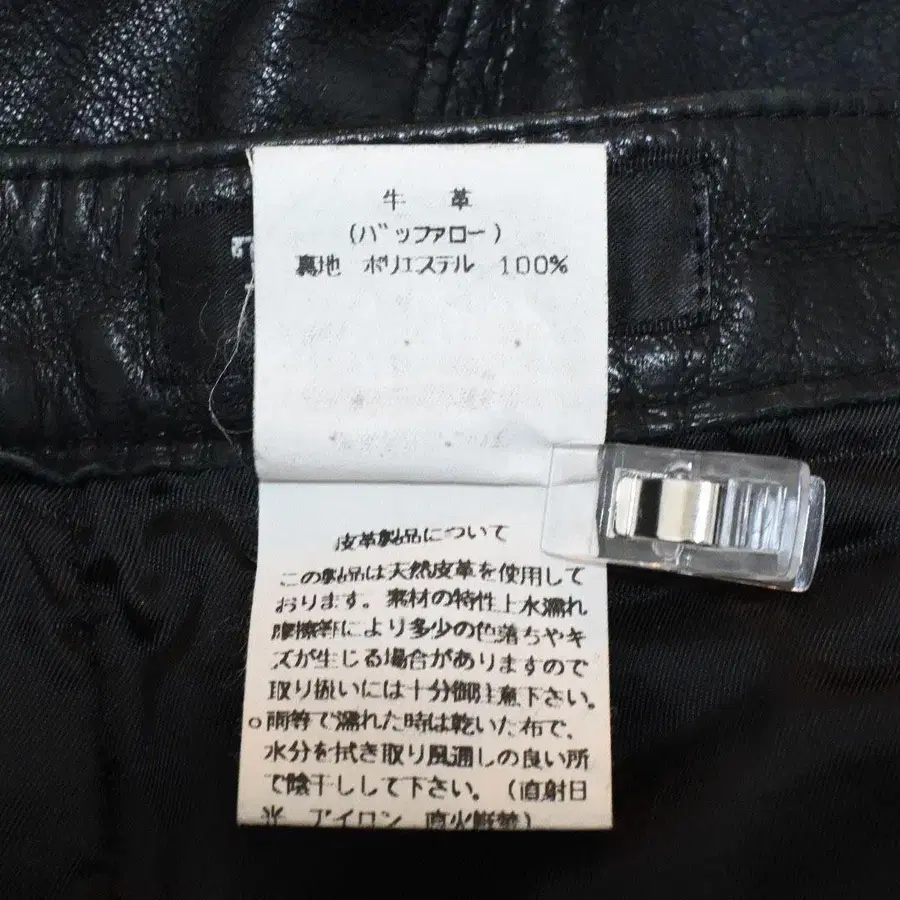 牛 革
(バッファロー)
裏地 ポリエステル 100%
皮革製品について
この製品は天然皮革を使用して
おります。素材の特性上水濡れ
摩擦等により多少の色落ちやキ
ズが生じる場合がありますので
取り扱いには十分御注意下さい。
○雨等で濡れた時は乾いた布で、
水分を拭き取り風通しの良い所
で陰干しして下さい。(直射日
光 アイロン 直火厳禁)